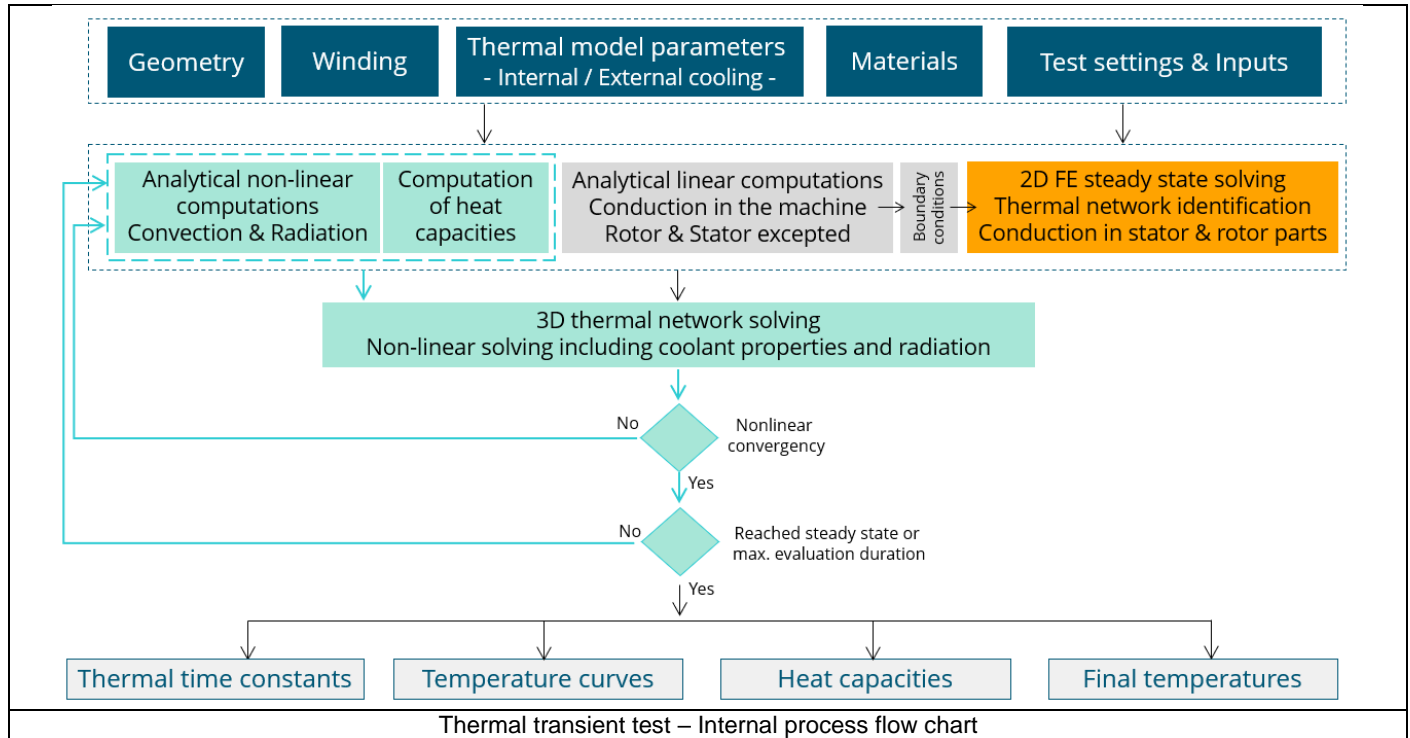 Geometry
Winding
Thermal model parameters
- Internal / External cooling -
Materials
Test settings & Inputs
Analytical non-linear
computations
Convection & Radiation
Computation
of heat
capacities
Analytical linear computations
Conduction in the machine
Rotor & Stator excepted
Boundary
conditions
2D FE steady state solving
Thermal network identification
Conduction in stator & rotor parts
3D thermal network solving
Non-linear solving including coolant properties and radiation
No
Nonlinear
convergency
Yes
No
Reached steady state or
max. evaluation duration
Yes
Thermal time constants
Temperature curves
Heat capacities
Final temperatures
Thermal transient test – Internal process flow chart